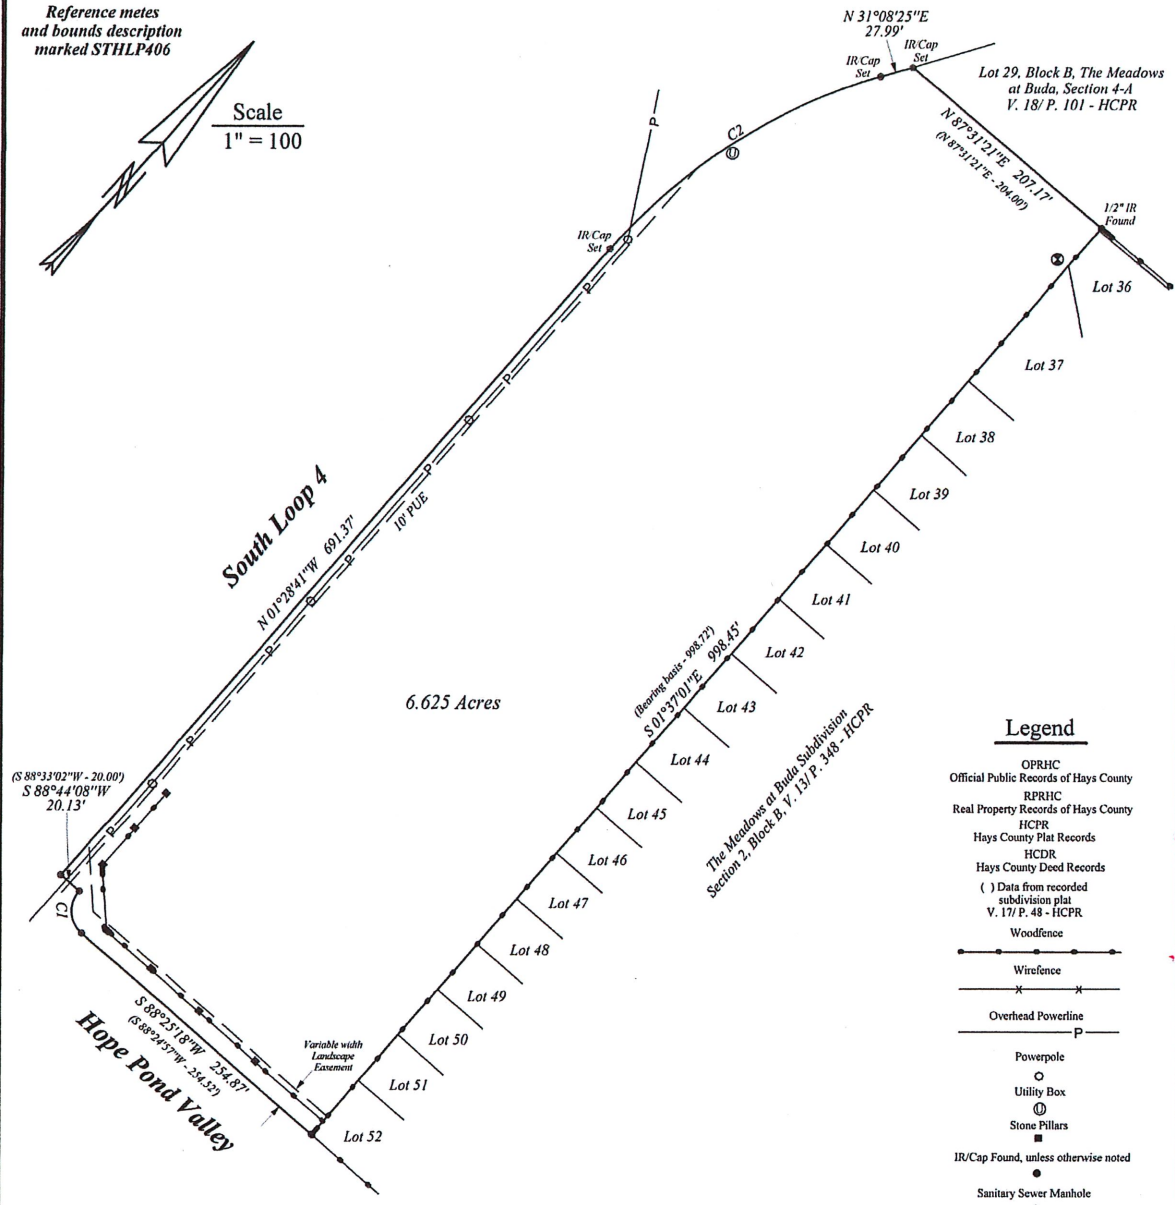 Reference metes
and bounds description
marked STHLP406
Scale
1" = 100
N 31°08'25"E
27.99'
IR/Cap
Set
IR/Cap
Set
Lot 29, Block B, The Meadows
at Buda, Section 4-A
V. 18/ P. 101 - HCPR
P
C2
U
N 87°31'21"E 207.17'
(N 87°31'21"E - 204.00')
1/2" IR
Found
IR/Cap
Set
Lot 36
P
Lot 37
P
Lot 38
South Loop 4
N 01°28'41"W 691.37'
P
10' PUE
Lot 39
Lot 40
P
Lot 41
P
Lot 42
(Bearing basis - 998.72')
S 01°37'01"E 998.45'
6.625 Acres
Lot 43
P
Lot 44
The Meadows at Buda Subdivision
Section 2, Block B, V. 13/ P. 348 - HCPR
(S 88°33'02"W - 20.00')
S 88°44'08"W
20.13'
P
Lot 45
Lot 46
C1
Lot 47
Lot 48
Lot 49
S 88°25'18"W 254.87'
(S 88°24'57"W - 254.52')
Hope Pond Valley
Variable width
Landscape
Easement
Lot 50
Lot 51
Lot 52
Legend
OPRHC
Official Public Records of Hays County
RPRHC
Real Property Records of Hays County
HCPR
Hays County Plat Records
HCDR
Hays County Deed Records
( ) Data from recorded
subdivision plat
V. 17/ P. 48 - HCPR
Woodfence
Wirefence
x x
Overhead Powerline
P
Powerpole
Utility Box
U
Stone Pillars
IR/Cap Found, unless otherwise noted
Sanitary Sewer Manhole